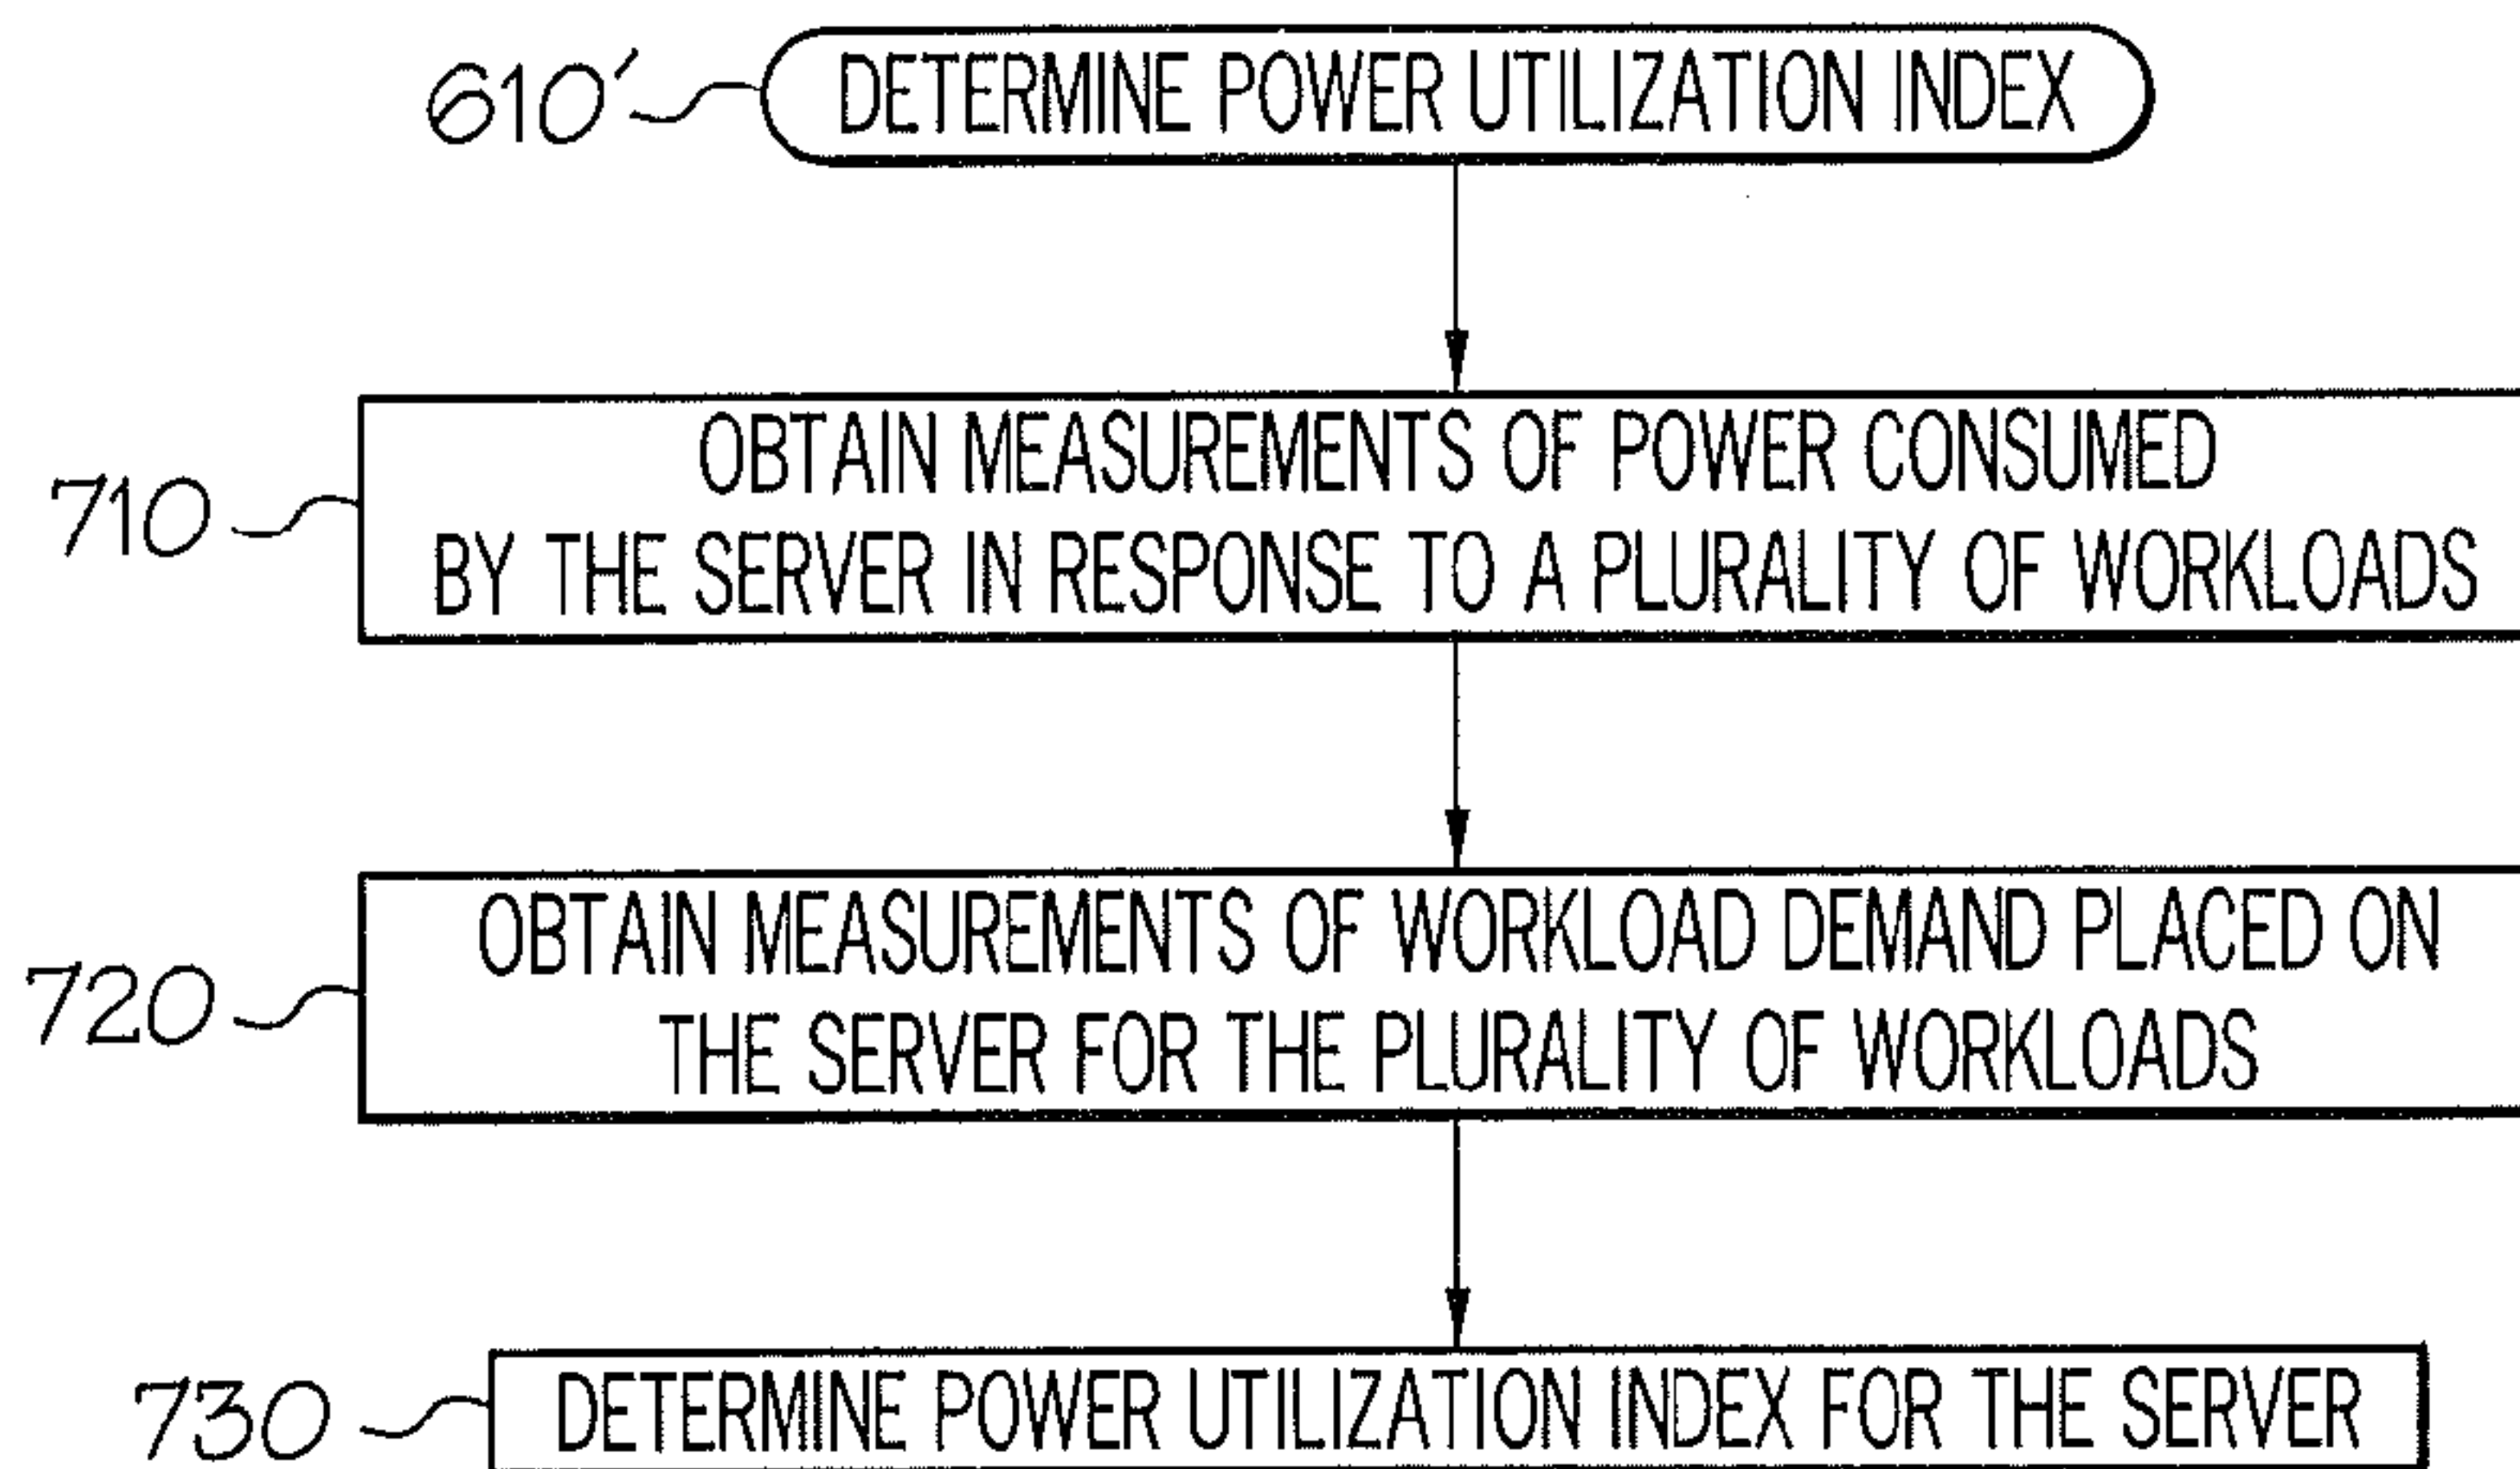 610' DETERMINE POWER UTILIZATION INDEX
710 OBTAIN MEASUREMENTS OF POWER CONSUMED
BY THE SERVER IN RESPONSE TO A PLURALITY OF WORKLOADS
720 OBTAIN MEASUREMENTS OF WORKLOAD DEMAND PLACED ON
THE SERVER FOR THE PLURALITY OF WORKLOADS
730 DETERMINE POWER UTILIZATION INDEX FOR THE SERVER